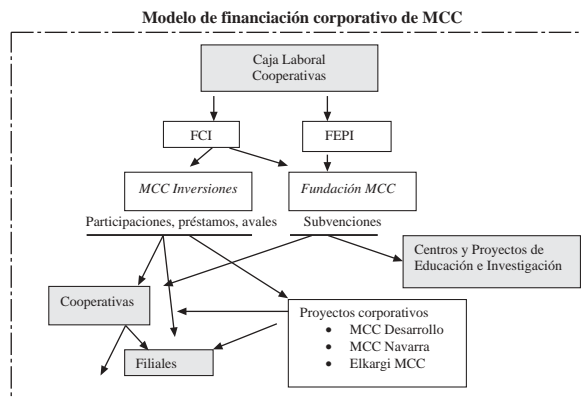 Modelo de financiación corporativo de MCC
Caja Laboral
Cooperativas
FCI
FEPI
MCC Inversiones
Fundación MCC
Participaciones, préstamos, avales
Subvenciones
Centros y Proyectos de
Educación e Investigación
Cooperativas
Proyectos corporativos
• MCC Desarrollo
• MCC Navarra
• Elkargi MCC
Filiales